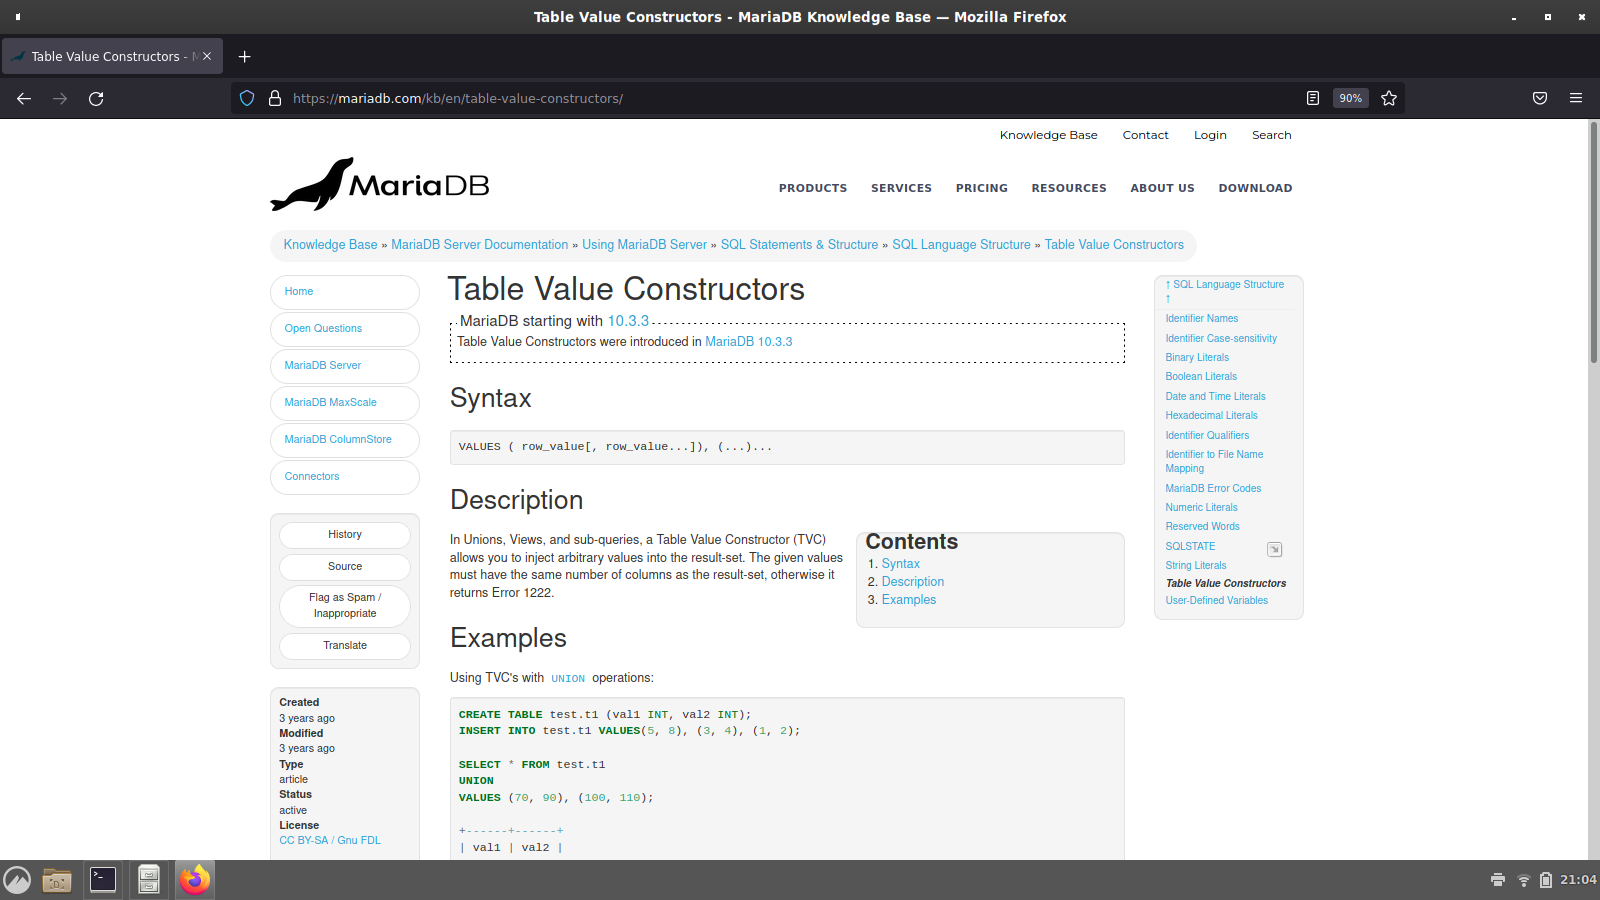 Table Value Constructors - MariaDB Knowledge Base — Mozilla Firefox
Table Value Constructors - M
https://mariadb.com/kb/en/table-value-constructors/
90%
Knowledge Base Contact Login Search
MariaDB
PRODUCTS SERVICES PRICING RESOURCES ABOUT US DOWNLOAD
Knowledge Base » MariaDB Server Documentation » Using MariaDB Server » SQL Statements & Structure » SQL Language Structure » Table Value Constructors
Home
Open Questions
MariaDB Server
MariaDB MaxScale
MariaDB ColumnStore
Connectors
History
Source
Flag as Spam /
Inappropriate
Translate
Created
3 years ago
Modified
3 years ago
Type
article
Status
active
License
CC BY-SA / Gnu FDL
Table Value Constructors
MariaDB starting with 10.3.3
Table Value Constructors were introduced in MariaDB 10.3.3
Syntax
VALUES ( row_value[, row_value...]), (...)...
Description
In Unions, Views, and sub-queries, a Table Value Constructor (TVC)
allows you to inject arbitrary values into the result-set. The given values
must have the same number of columns as the result-set, otherwise it
returns Error 1222.
Contents
1. Syntax
2. Description
3. Examples
Examples
Using TVC's with UNION operations:
CREATE TABLE test.t1 (val1 INT, val2 INT);
INSERT INTO test.t1 VALUES(5, 8), (3, 4), (1, 2);
SELECT * FROM test.t1
UNION
VALUES (70, 90), (100, 110);
+------+------+
| val1 | val2 |
↑ SQL Language Structure
↑
Identifier Names
Identifier Case-sensitivity
Binary Literals
Boolean Literals
Date and Time Literals
Hexadecimal Literals
Identifier Qualifiers
Identifier to File Name
Mapping
MariaDB Error Codes
Numeric Literals
Reserved Words
SQLSTATE
String Literals
Table Value Constructors
User-Defined Variables
21:04